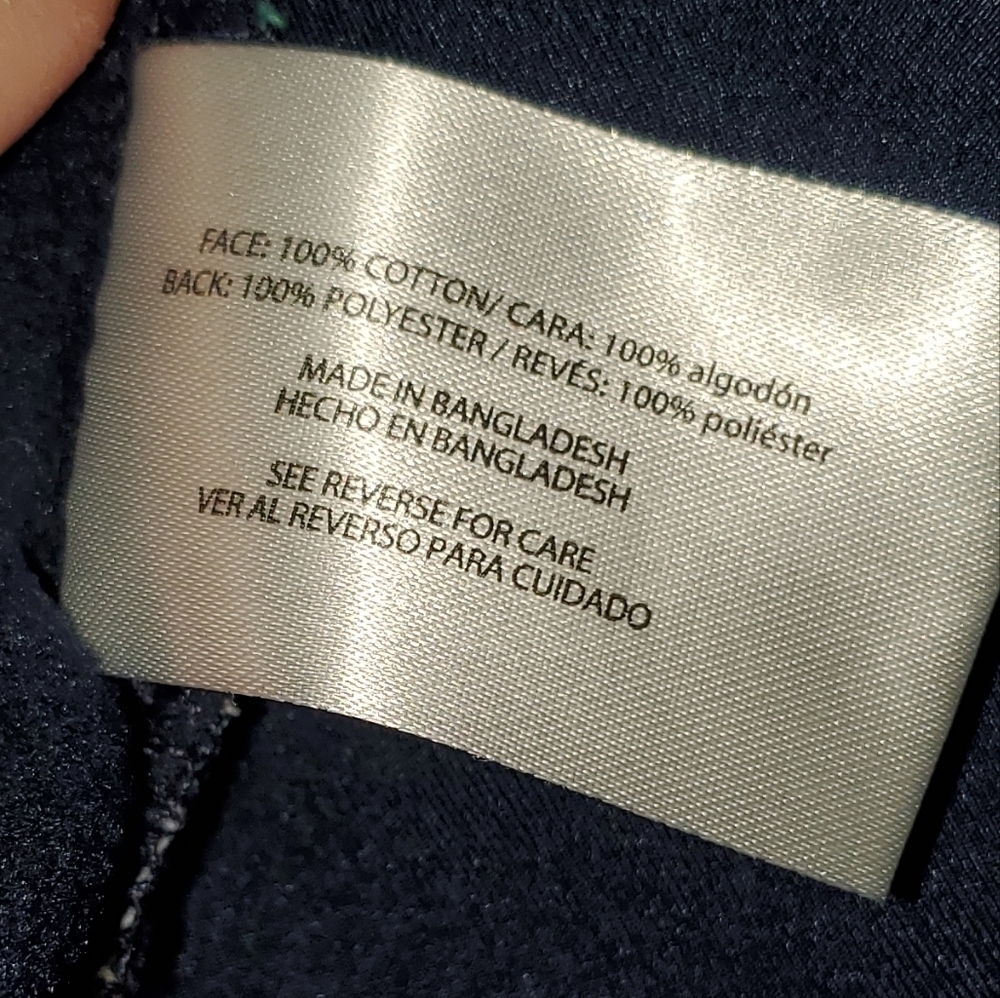 FACE: 100% COTTON/ CARA: 100% algodón
BACK: 100% POLYESTER / REVÉS: 100% poliéster
MADE IN BANGLADESH
HECHO EN BANGLADESH
SEE REVERSE FOR CARE
VER AL REVERSO PARA CUIDADO